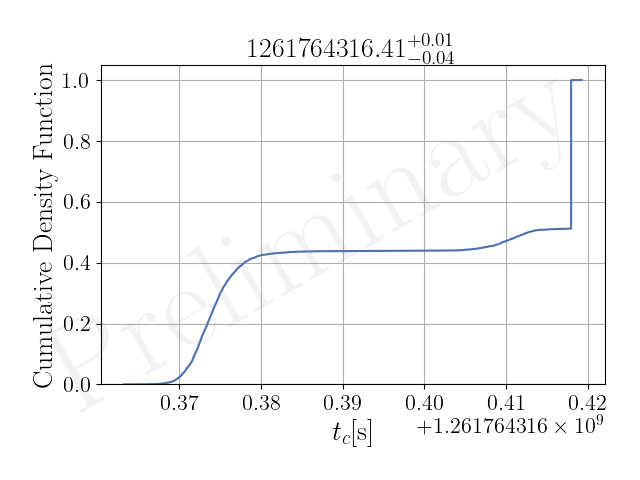 1261764316.41^{+0.01}_{-0.04}
Cumulative Density Function
1.0
0.8
0.6
0.4
0.2
0.0
Preliminary
0.37 0.38 0.39 0.40 0.41 0.42
+1.261764316 × 10^9
t_c[s]